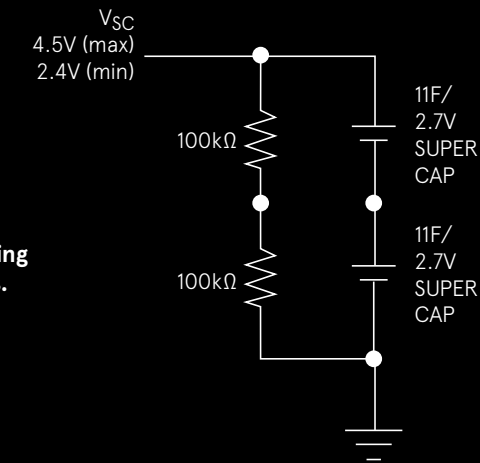 V_SC
4.5V (max)
2.4V (min)
11F/
2.7V
SUPER
CAP
100kΩ
ing
11F/
2.7V
SUPER
CAP
100kΩ